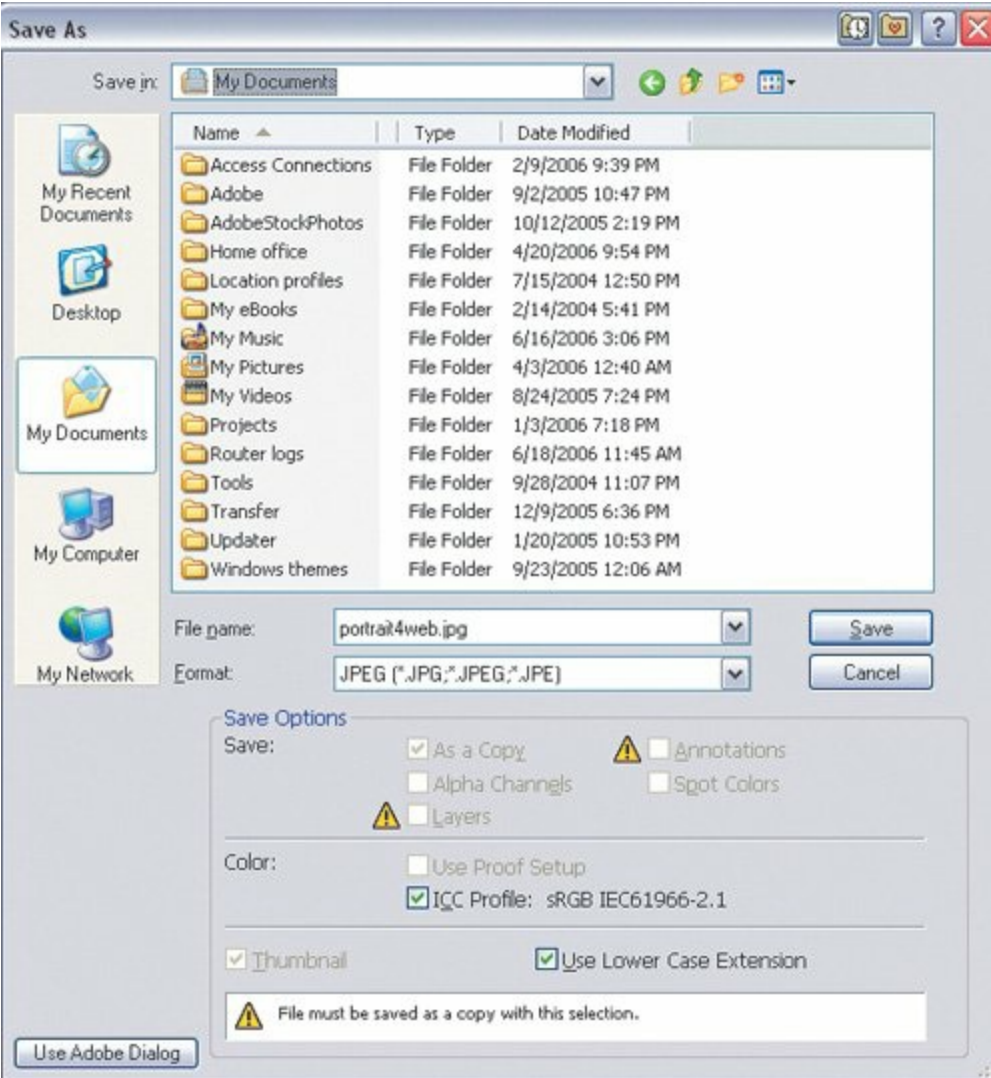 Save As
Save in: My Documents
My Recent Documents
Desktop
My Documents
My Computer
My Network
Name Type Date Modified
Access Connections File Folder 2/9/2006 9:39 PM
Adobe File Folder 9/2/2005 10:47 PM
AdobeStockPhotos File Folder 10/12/2005 2:19 PM
Home office File Folder 4/20/2006 9:54 PM
Location profiles File Folder 7/15/2004 12:50 PM
My eBooks File Folder 2/14/2004 5:41 PM
My Music File Folder 6/16/2006 3:06 PM
My Pictures File Folder 4/3/2006 12:40 AM
My Videos File Folder 8/24/2005 7:24 PM
Projects File Folder 1/3/2006 7:18 PM
Router logs File Folder 6/18/2006 11:45 AM
Tools File Folder 9/28/2004 11:07 PM
Transfer File Folder 12/9/2005 6:36 PM
Updater File Folder 1/20/2005 10:53 PM
Windows themes File Folder 9/23/2005 12:06 AM
File name: portrait4web.jpg Save
Format: JPEG (*.JPG;*.JPEG;*.JPE) Cancel
Save Options
Save: As a Copy Annotations
Alpha Channels Spot Colors
Layers
Color: Use Proof Setup
ICC Profile: sRGB IEC61966-2.1
Thumbnail Use Lower Case Extension
File must be saved as a copy with this selection.
Use Adobe Dialog